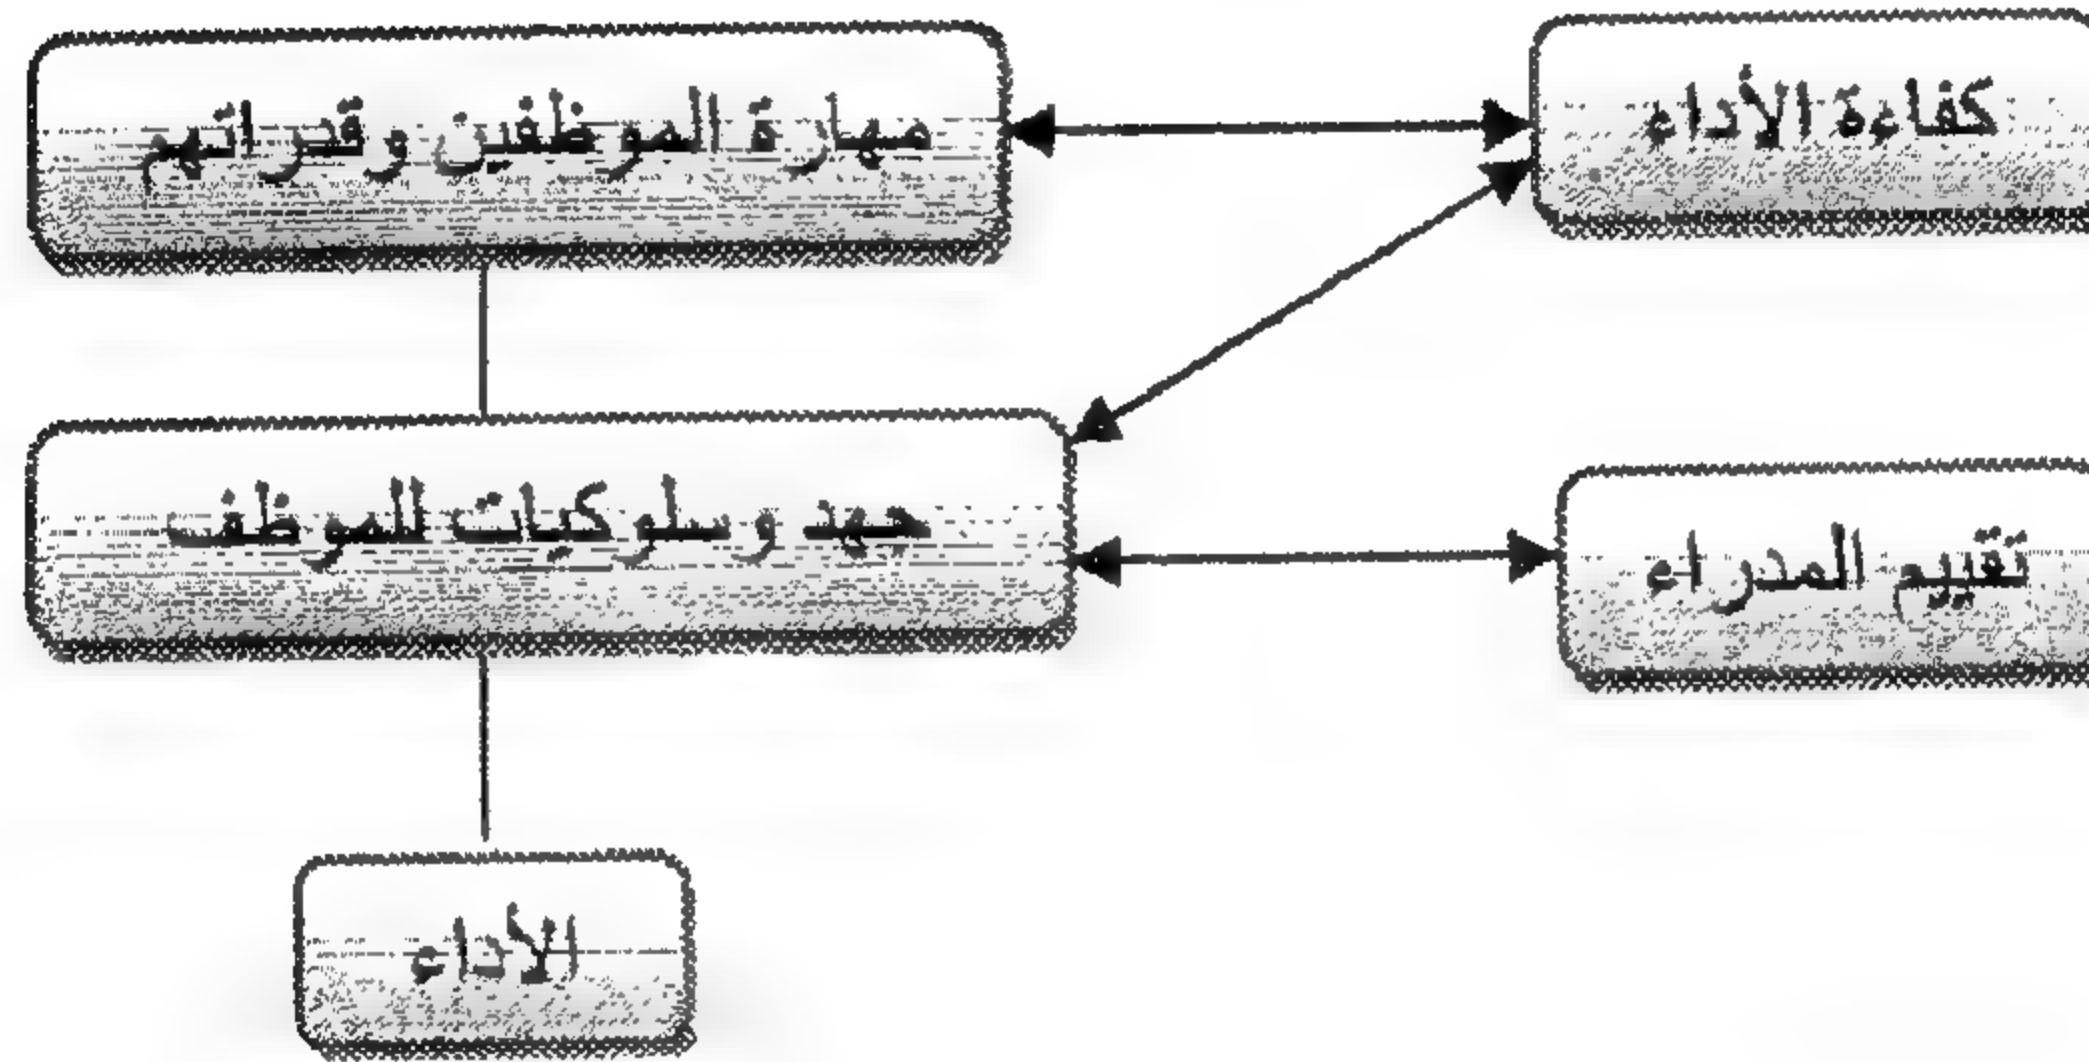 كفاءة الأداء
مهارة الموظفين وقدراتهم
جهد وسلوكيات للموظف
تقييم المدراء
الأداء